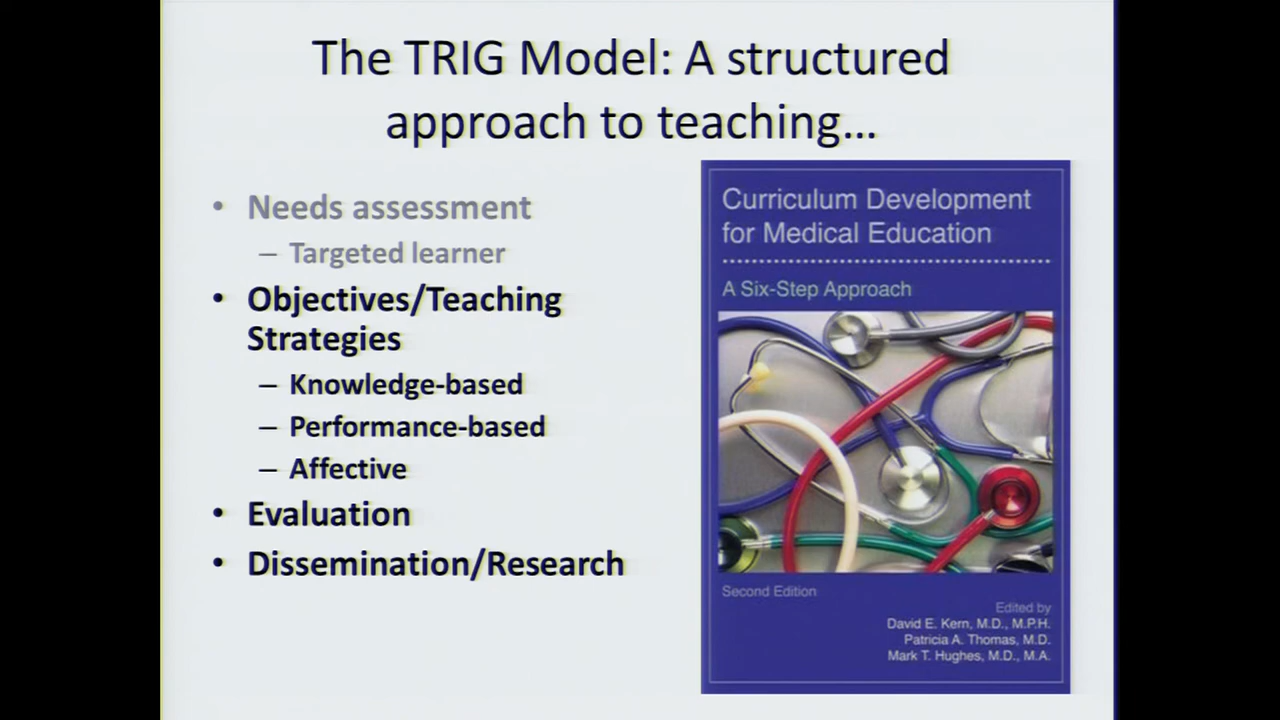 The TRIG Model: A structured
approach to teaching…
• Needs assessment
– Targeted learner
• Objectives/Teaching
Strategies
– Knowledge-based
– Performance-based
– Affective
• Evaluation
• Dissemination/Research
Curriculum Development
for Medical Education
A Six-Step Approach
Second Edition
Edited by
David E. Kern, M.D., M.P.H.
Patricia A. Thomas, M.D.
Mark T. Hughes, M.D., M.A.